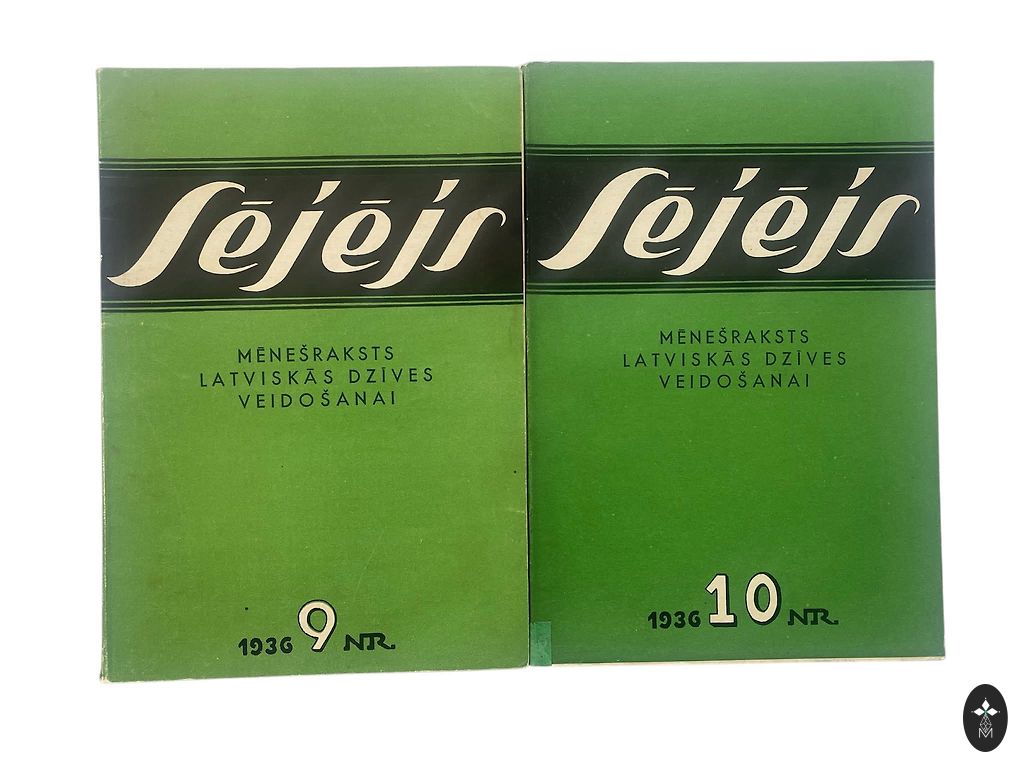 Sējējs
MĒNEŠRAKSTS
LATVISKĀS DZĪVES
VEIDOŠANAI
1936 9 NR.
Sējējs
MĒNEŠRAKSTS
LATVISKĀS DZĪVES
VEIDOŠANAI
1936 10 NR.
M